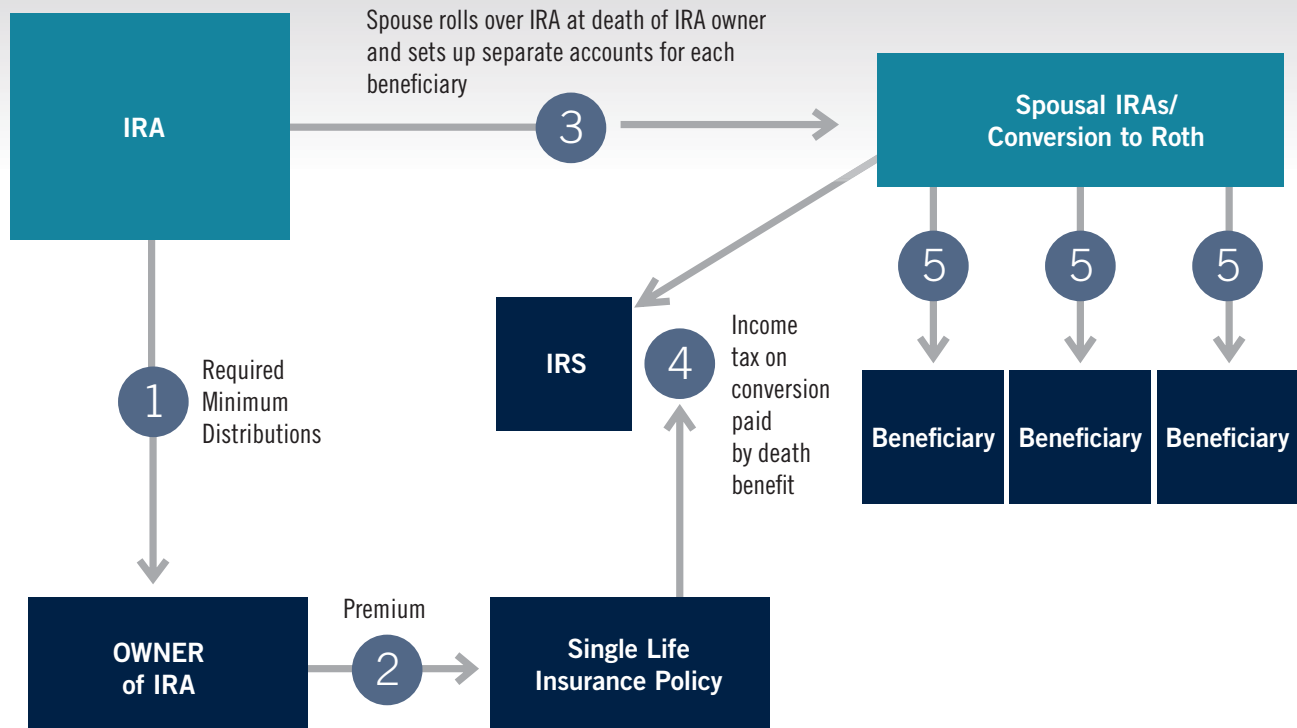 Spouse rolls over IRA at death of IRA owner
and sets up separate accounts for each
beneficiary
IRA
3
Spousal IRAs/
Conversion to Roth
5
5
5
1
Required
Minimum
Distributions
IRS
4
Income
tax on
conversion
paid
by death
benefit
Beneficiary
Beneficiary
Beneficiary
OWNER
of IRA
Premium
2
Single Life
Insurance Policy